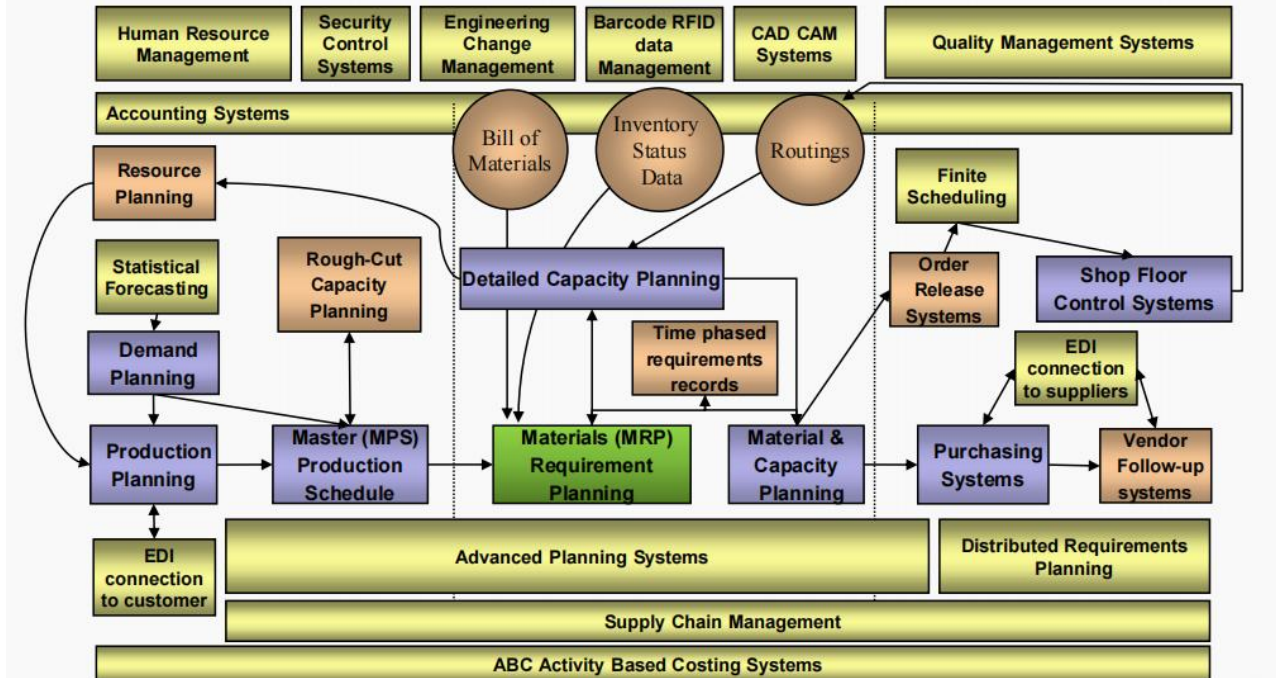 Human Resource
Management
Security
Control
Systems
Engineering
Change
Management
Barcode RFID
data
Management
CAD CAM
Systems
Quality Management Systems
Accounting Systems
Bill of
Materials
Inventory
Status
Data
Routings
Resource
Planning
Finite
Scheduling
Statistical
Forecasting
Rough-Cut
Capacity
Planning
Detailed Capacity Planning
Order
Release
Systems
Shop Floor
Control Systems
Demand
Planning
Time phased
requirements
records
EDI
connection
to suppliers
Production
Planning
Master (MPS)
Production
Schedule
Materials (MRP)
Requirement
Planning
Material &
Capacity
Planning
Purchasing
Systems
Vendor
Follow-up
systems
EDI
connection
to customer
Advanced Planning Systems
Distributed Requirements
Planning
Supply Chain Management
ABC Activity Based Costing Systems